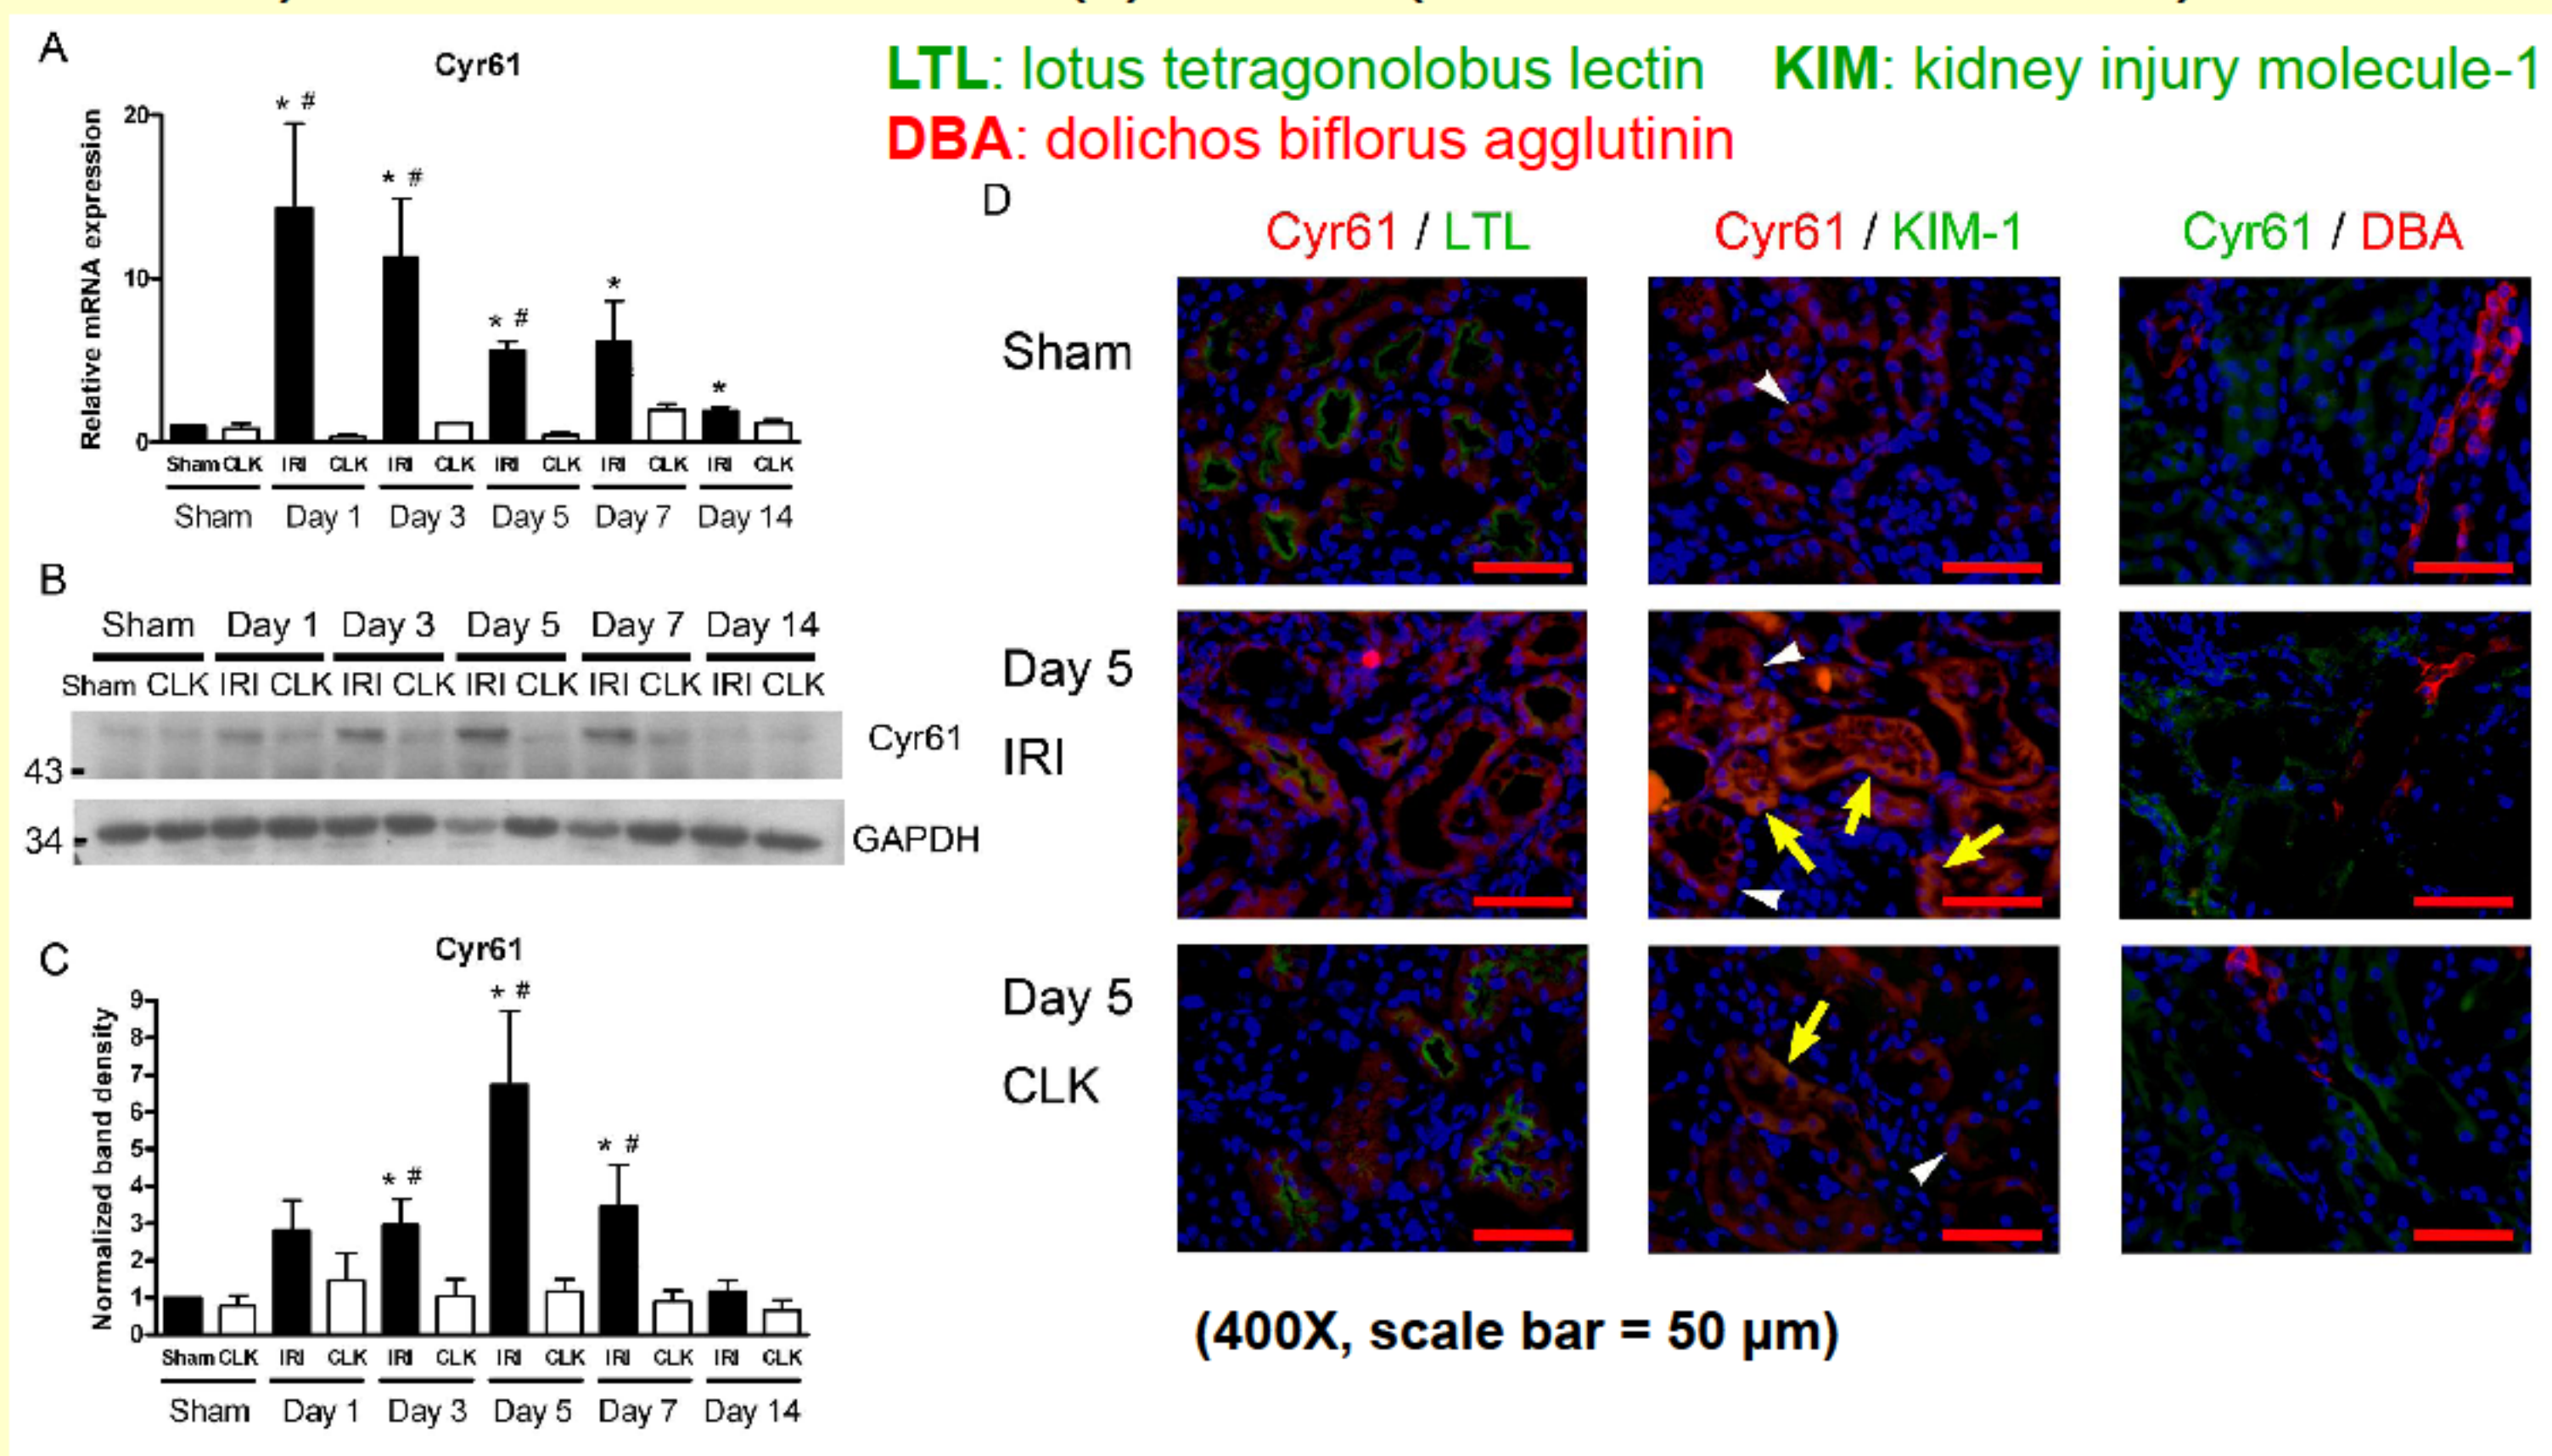 A
Cyr61
* #
* #
* #
*
*
20
10
0
Relative mRNA expression
Sham CLK IRI CLK IRI CLK IRI CLK IRI CLK IRI CLK
Sham Day 1 Day 3 Day 5 Day 7 Day 14
B
Sham Day 1 Day 3 Day 5 Day 7 Day 14
Sham CLK IRI CLK IRI CLK IRI CLK IRI CLK IRI CLK
Cyr61
43
34
GAPDH
C
Cyr61
* #
* #
* #
9
8
7
6
5
4
3
2
1
0
Normalized band density
Sham CLK IRI CLK IRI CLK IRI CLK IRI CLK IRI CLK
Sham Day 1 Day 3 Day 5 Day 7 Day 14
LTL: lotus tetragonolobus lectin KIM: kidney injury molecule-1
DBA: dolichos biflorus agglutinin
D
Cyr61 / LTL Cyr61 / KIM-1 Cyr61 / DBA
Sham
Day 5
IRI
Day 5
CLK
(400X, scale bar = 50 μm)